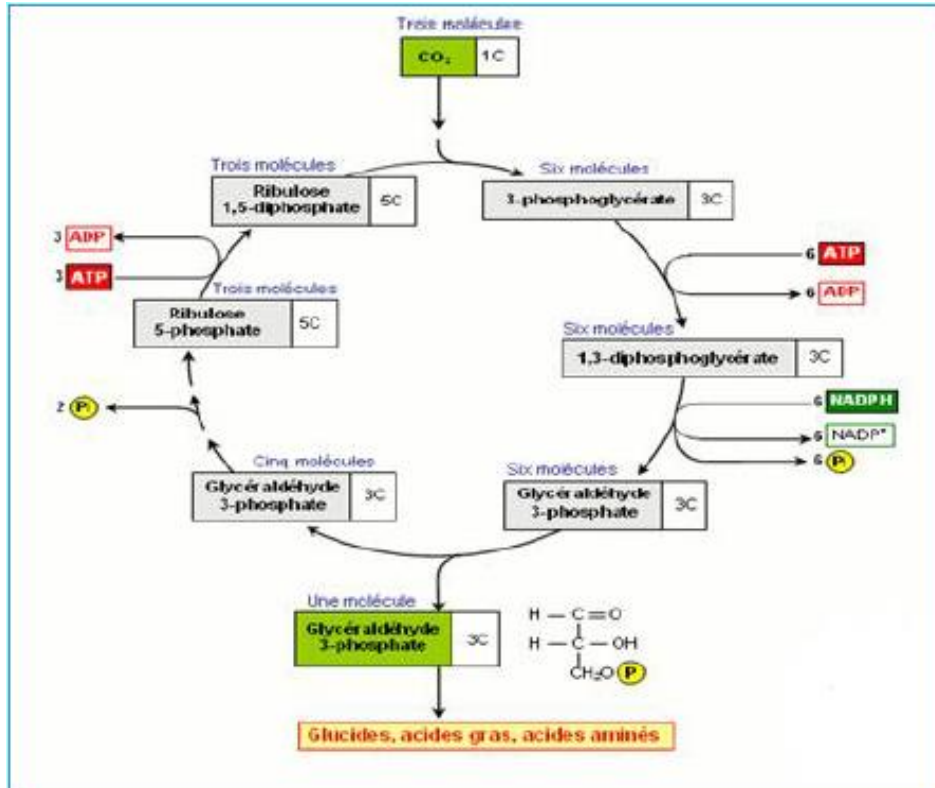 Trois molécules
CO₂ 1C
Trois molécules
Ribulose
1,5-diphosphate 5C
Six molécules
3-phosphoglycérate 3C
3 ADP
3 ATP
6 ATP
6 ADP
Trois molécules
Ribulose
5-phosphate 5C
Six molécules
1,3-diphosphoglycérate 3C
2 Pi
6 NADPH
6 NADP⁺
6 Pi
Cinq molécules
Glycéraldéhyde
3-phosphate 3C
Six molécules
Glycéraldéhyde
3-phosphate 3C
Une molécule
Glycéraldéhyde
3-phosphate 3C
H — C = O
H — C — OH
CH₂O P
Glucides, acides gras, acides aminés